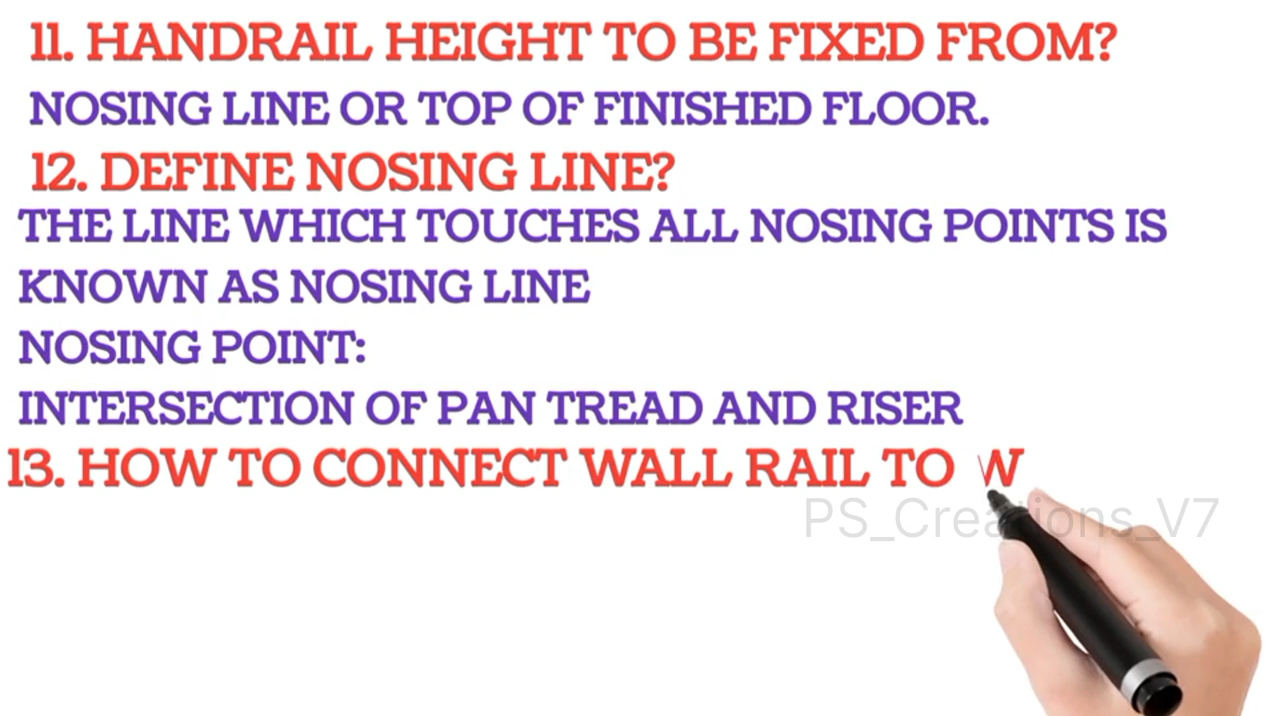 11. HANDRAIL HEIGHT TO BE FIXED FROM?
NOSING LINE OR TOP OF FINISHED FLOOR.
12. DEFINE NOSING LINE?
THE LINE WHICH TOUCHES ALL NOSING POINTS IS
KNOWN AS NOSING LINE
NOSING POINT:
INTERSECTION OF PAN TREAD AND RISER
13. HOW TO CONNECT WALL RAIL TO W
PS_Creations_V7